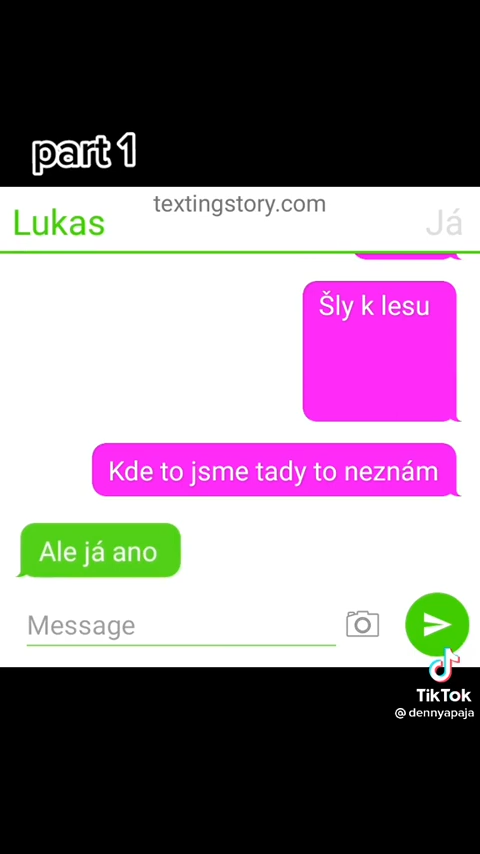 part 1
textingstory.com
Lukas
Já
Šly k lesu
Kde to jsme tady to neznám
Ale já ano
Message
TikTok
@dennyapaja